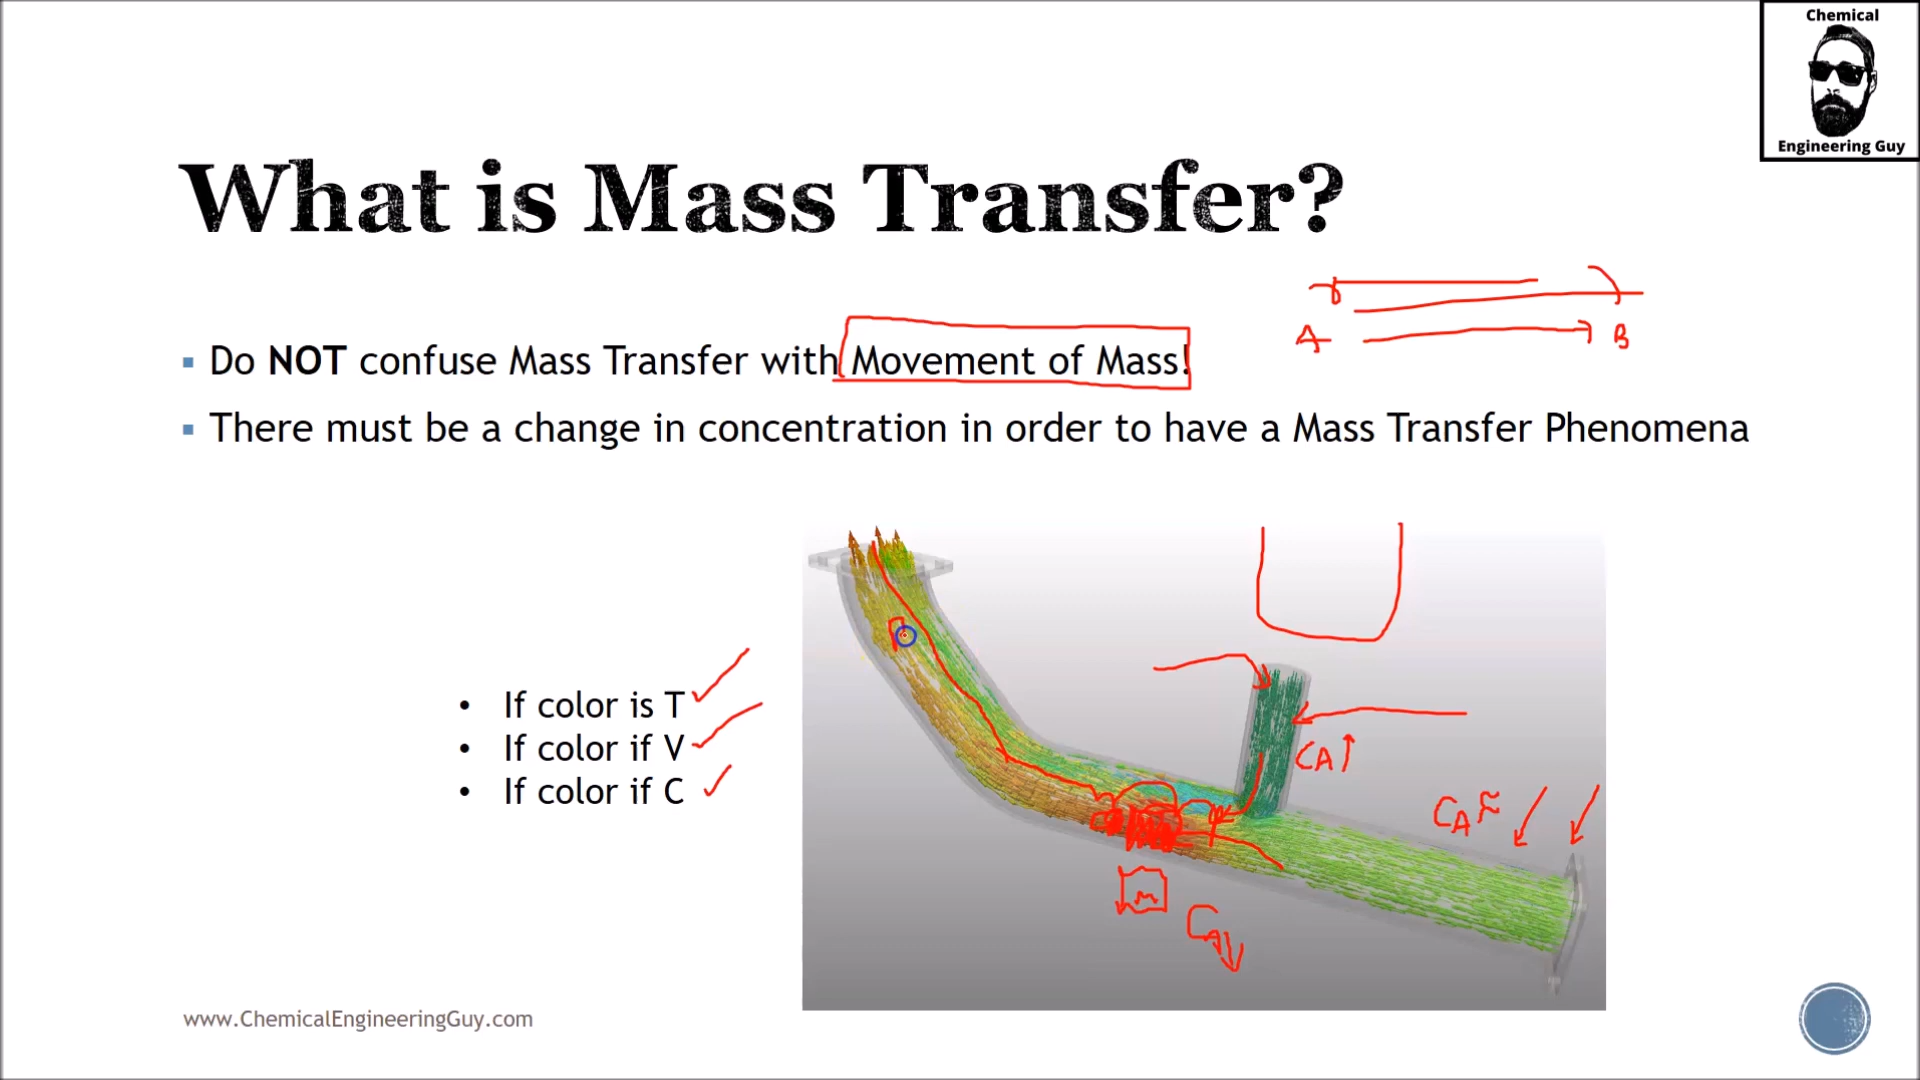 Chemical
Engineering Guy
What is Mass Transfer?
A B
Do NOT confuse Mass Transfer with Movement of Mass!
There must be a change in concentration in order to have a Mass Transfer Phenomena
If color is T
If color if V
If color if C
CA↑
CA≈
m
CA↓
www.ChemicalEngineeringGuy.com